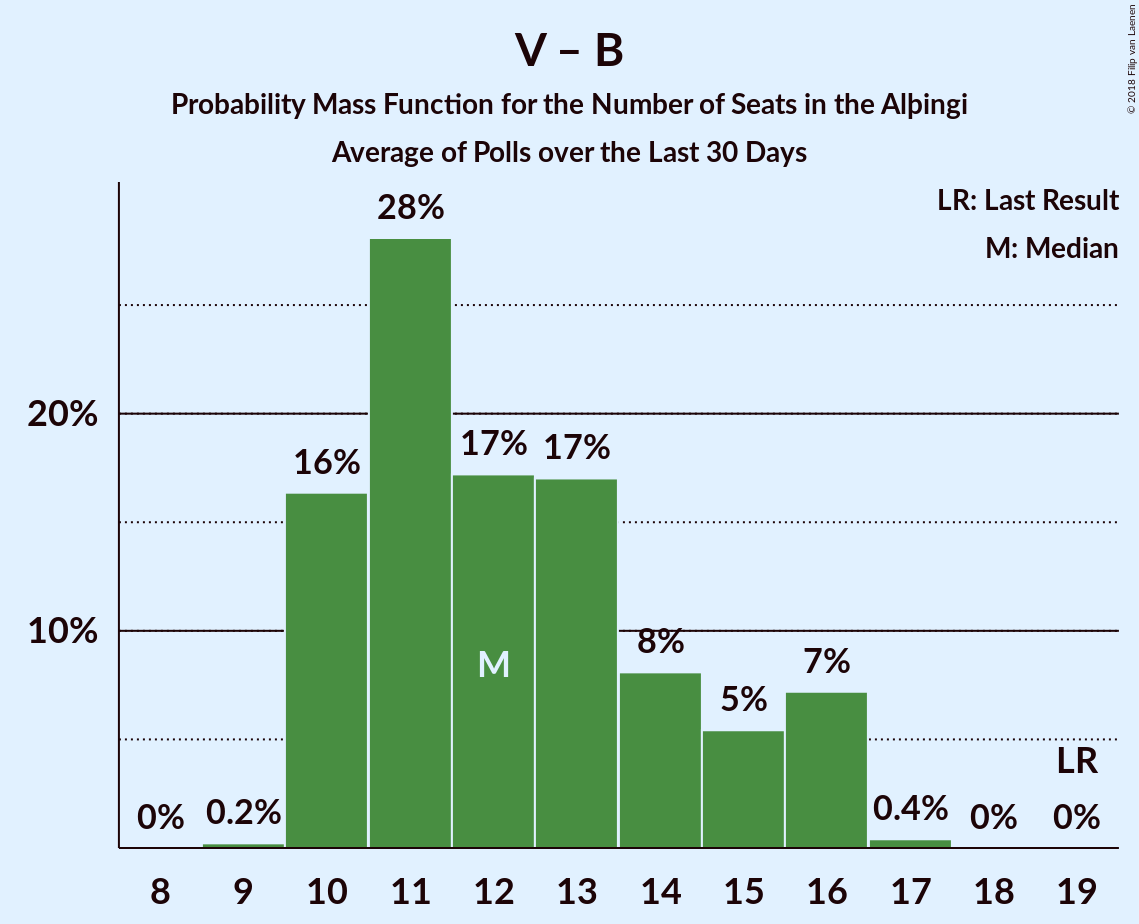 V – B
Probability Mass Function for the Number of Seats in the Alþingi
Average of Polls over the Last 30 Days
© 2018 Filip van Laenen
LR: Last Result
M: Median
28%
20%
17%
17%
16%
10%
8%
M
7%
5%
LR
0%
0.2%
0.4%
0%
0%
8 9 10 11 12 13 14 15 16 17 18 19